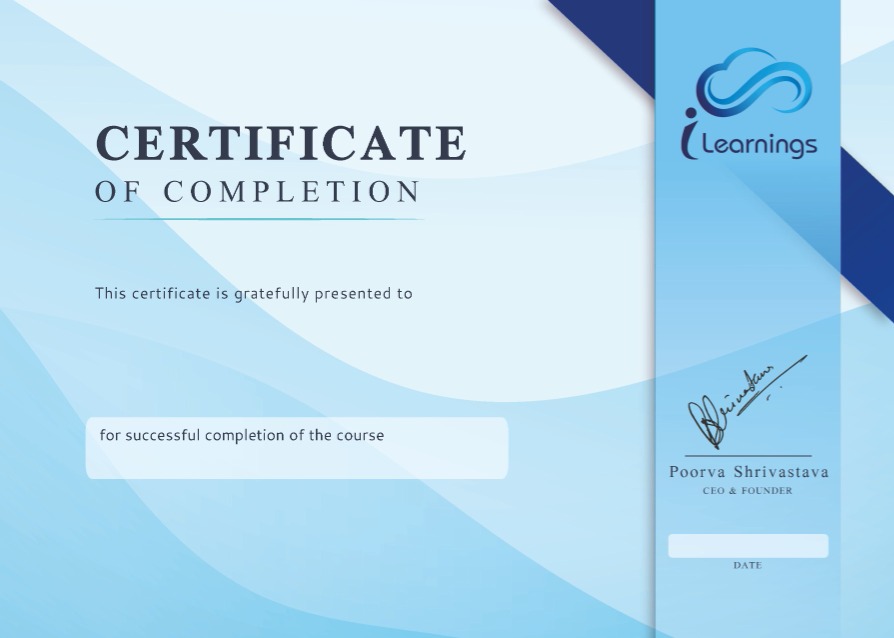 CERTIFICATE
OF COMPLETION
This certificate is gratefully presented to
for successful completion of the course
i Learnings
Poorva Shrivastava
CEO & FOUNDER
DATE